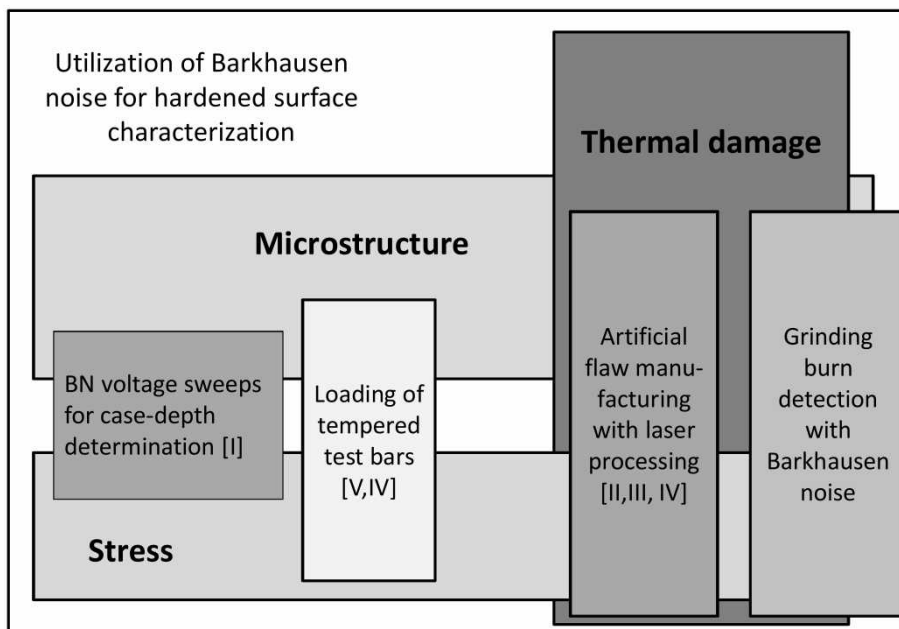 Utilization of Barkhausen
noise for hardened surface
characterization
Thermal damage
Microstructure
BN voltage sweeps
for case-depth
determination [I]
Loading of
tempered
test bars
[V,IV]
Artificial
flaw manu-
facturing
with laser
processing
[II,III, IV]
Grinding
burn
detection
with
Barkhausen
noise
Stress